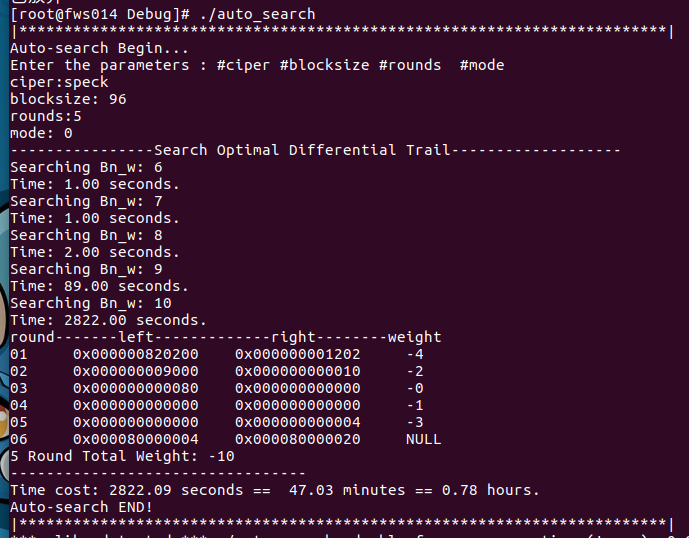 [root@fws014 Debug]# ./auto_search
|*******************************************************************|
Auto-search Begin...
Enter the parameters : #ciper #blocksize #rounds  #mode
ciper:speck
blocksize: 96
rounds:5
mode: 0
----------------Search Optimal Differential Trail-------------------
Searching Bn_w: 6
Time: 1.00 seconds.
Searching Bn_w: 7
Time: 1.00 seconds.
Searching Bn_w: 8
Time: 2.00 seconds.
Searching Bn_w: 9
Time: 89.00 seconds.
Searching Bn_w: 10
Time: 2822.00 seconds.
round-------left-------------right--------weight
01     0x000000820200    0x000000001202     -4
02     0x000000009000    0x000000000010     -2
03     0x000000000080    0x000000000000     -0
04     0x000000000000    0x000000000000     -1
05     0x000000000000    0x000000000004     -3
06     0x000080000004    0x000080000020     NULL
5 Round Total Weight: -10
---------------------------------
Time cost: 2822.09 seconds ==  47.03 minutes == 0.78 hours.
Auto-search END!
|*******************************************************************|